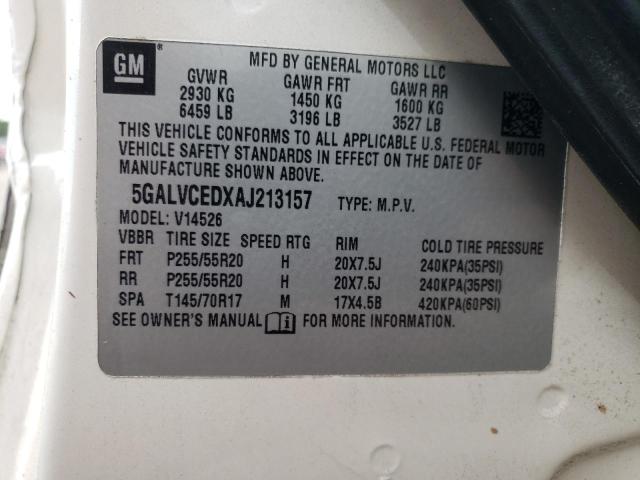 GM
®
MFD BY GENERAL MOTORS LLC
GVWR GAWR FRT GAWR RR
2930 KG 1450 KG 1600 KG
6459 LB 3196 LB 3527 LB
THIS VEHICLE CONFORMS TO ALL APPLICABLE U.S. FEDERAL MOTOR
VEHICLE SAFETY STANDARDS IN EFFECT ON THE DATE OF
MANUFACTURE SHOWN ABOVE.
5GALVCEDXAJ213157 TYPE: M.P.V.
MODEL: V14526
VBBR TIRE SIZE SPEED RTG RIM COLD TIRE PRESSURE
FRT P255/55R20 H 20X7.5J 240KPA(35PSI)
RR P255/55R20 H 20X7.5J 240KPA(35PSI)
SPA T145/70R17 M 17X4.5B 420KPA(60PSI)
SEE OWNER'S MANUAL i FOR MORE INFORMATION.